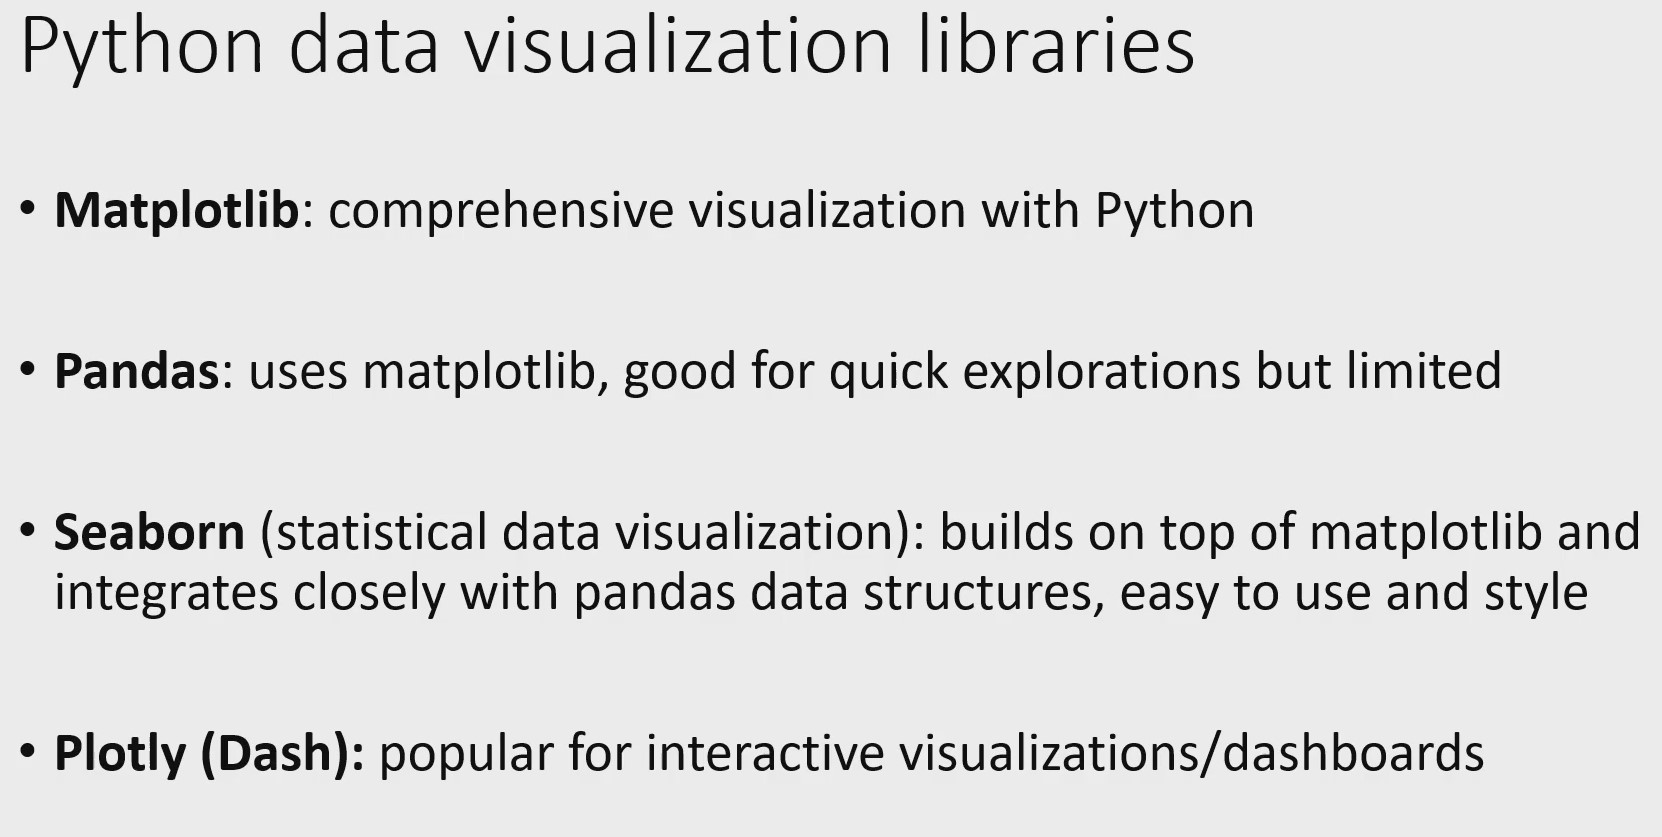 Python data visualization libraries
• Matplotlib: comprehensive visualization with Python
• Pandas: uses matplotlib, good for quick explorations but limited
• Seaborn (statistical data visualization): builds on top of matplotlib and
integrates closely with pandas data structures, easy to use and style
• Plotly (Dash): popular for interactive visualizations/dashboards